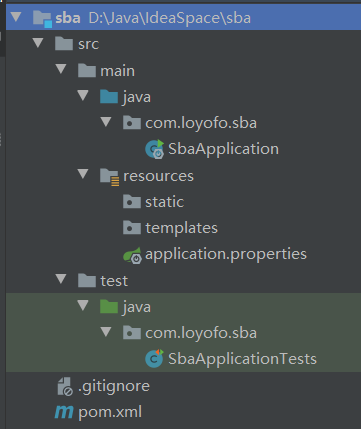 sba D:\Java\IdeaSpace\sba
src
main
java
com.loyofo.sba
SbaApplication
resources
static
templates
application.properties
test
java
com.loyofo.sba
SbaApplicationTests
.gitignore
pom.xml